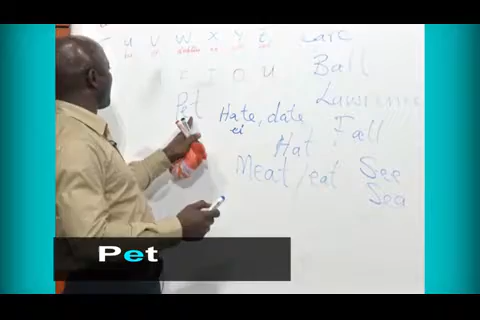 u V W X Y Z
E I O U
Ball
Pet Hate, date Lawrence
ei Fall
Hat
Meat, eat See
Sea
Pet